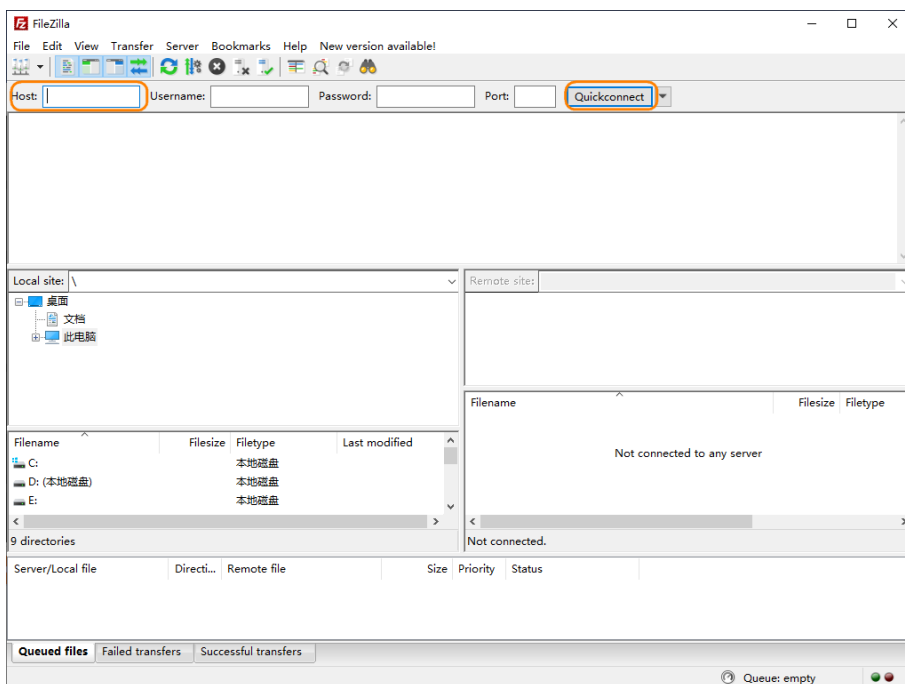 FileZilla
File Edit View Transfer Server Bookmarks Help New version available!
Host: Username: Password: Port: Quickconnect
Local site: \
Remote site:
桌面
文档
此电脑
Filename Filesize Filetype Last modified
C: 本地磁盘
D: (本地磁盘) 本地磁盘
E: 本地磁盘
9 directories
Filename Filesize Filetype
Not connected to any server
Not connected.
Server/Local file Directi... Remote file Size Priority Status
Queued files Failed transfers Successful transfers
Queue: empty